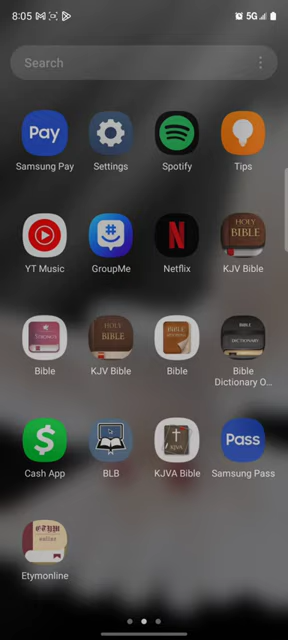 8:05
5G
Search
Pay
Samsung Pay
Settings
Spotify
Tips
YT Music
GroupMe
N
Netflix
HOLY
BIBLE
KJV Bible
Bible
HOLY
BIBLE
KJV Bible
BIBLE
Bible
BIBLE
DICTIONARY
Bible
Dictionary O...
$
Cash App
BLB
KJVA
KJVA Bible
Pass
Samsung Pass
Etymonline